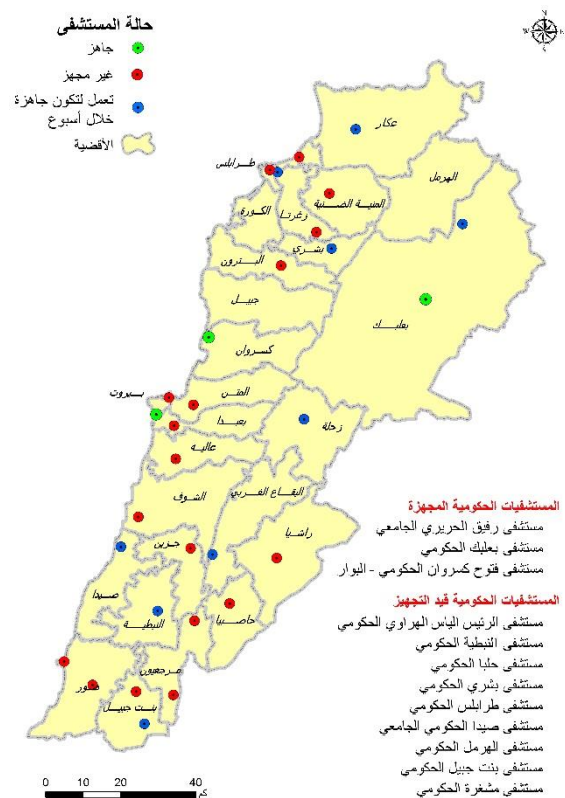 N
W
E
S
حالة المستشفى
جاهز
غير مجهز
تعمل لتكون جاهزة
خلال أسبوع
الأقضية
عكار
طرابلس
الهرمل
المنية الضنية
زغرتا
الكورة
بشري
البترون
جبيل
بعلبك
كسروان
بيروت
المتن
بعبدا
زحلة
عاليه
البقاع الغربي
الشوف
راشيا
جزين
صيدا
حاصبيا
النبطية
مرجعيون
صور
بنت جبيل
المستشفيات الحكومية المجهزة
مستشفى رفيق الحريري الجامعي
مستشفى بعلبك الحكومي
مستشفى فتوح كسروان الحكومي - البوار
المستشفيات الحكومية قيد التجهيز
مستشفى الرئيس الياس الهراوي الحكومي
مستشفى النبطية الحكومي
مستشفى حلبا الحكومي
مستشفى بشري الحكومي
مستشفى طرابلس الحكومي
مستشفى صيدا الحكومي الجامعي
مستشفى الهرمل الحكومي
مستشفى بنت جبيل الحكومي
مستشفى مشغرة الحكومي
0 10 20 40
كم